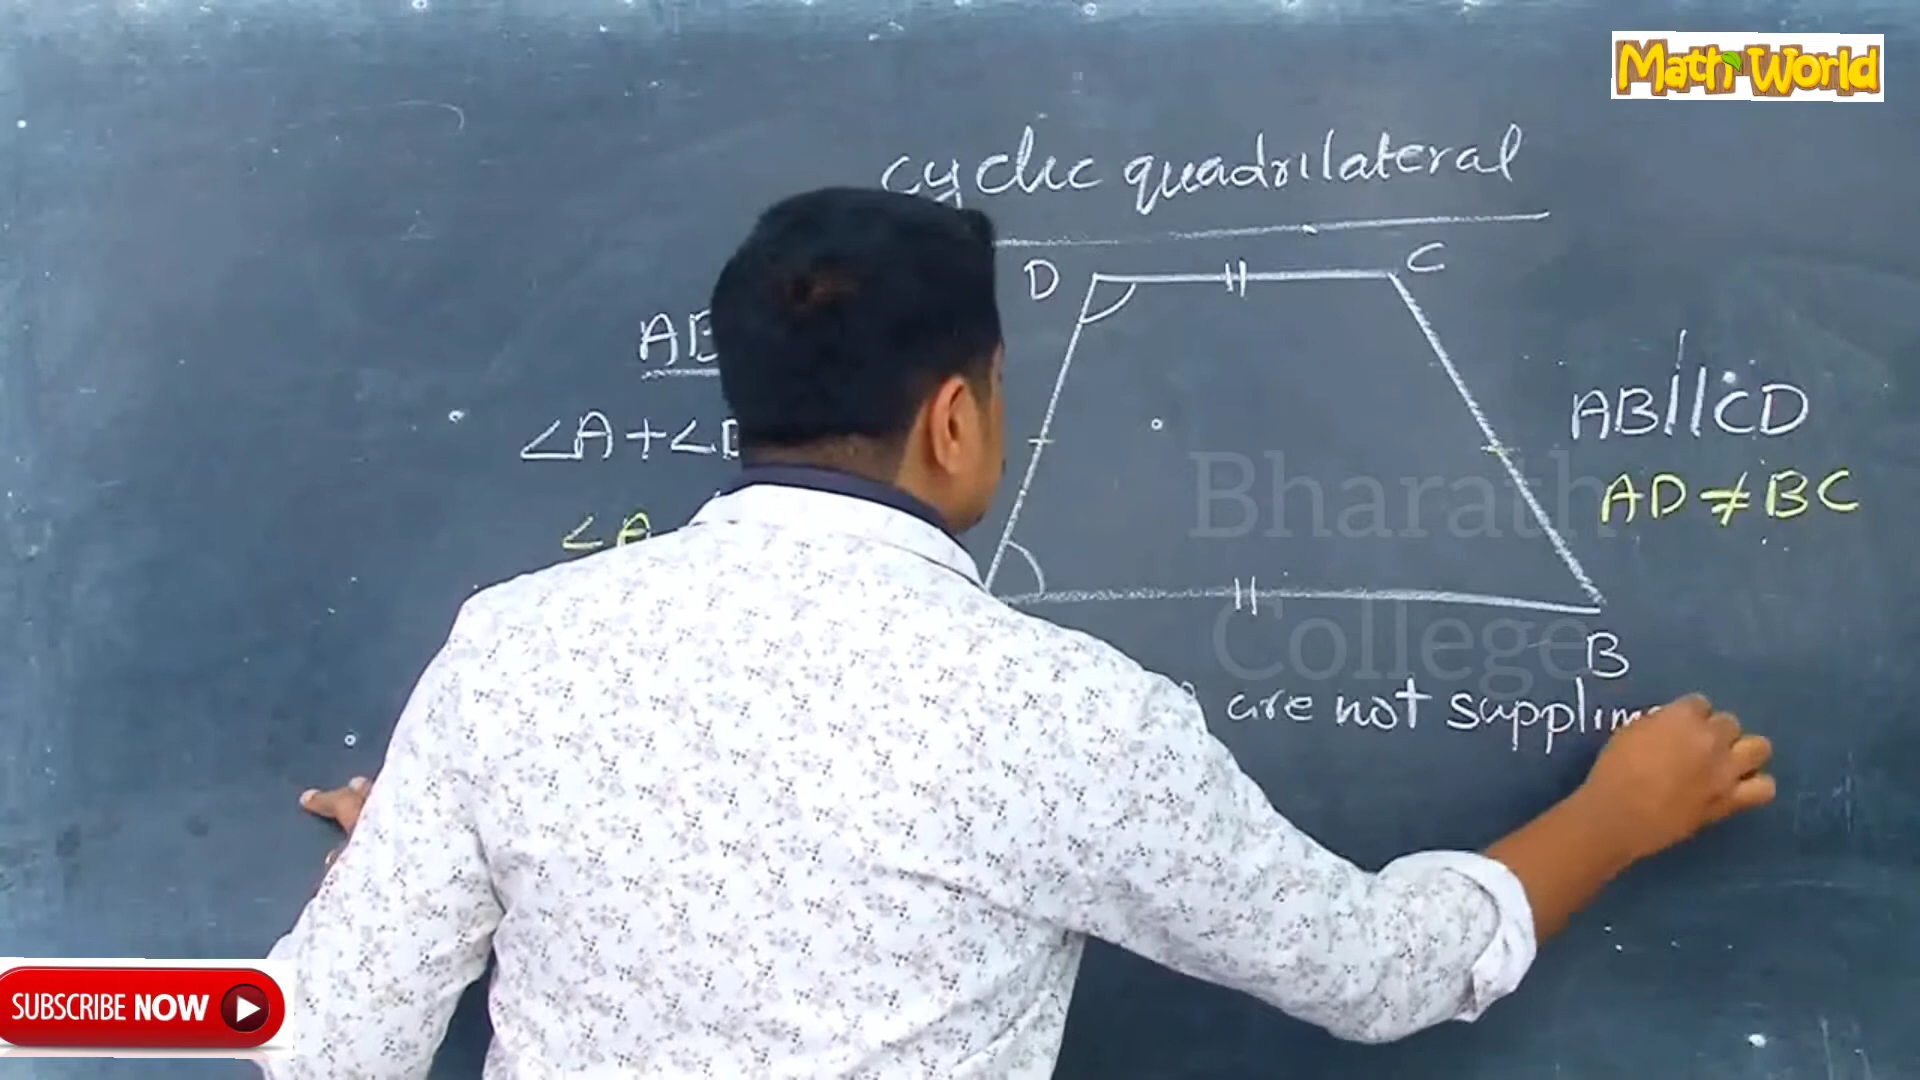 Math World
cyclic quadrilateral
D
C
AB
AB//CD
∠A+∠D
AD≠BC
∠A
Bharath
College
B
are not supplim
SUBSCRIBE NOW